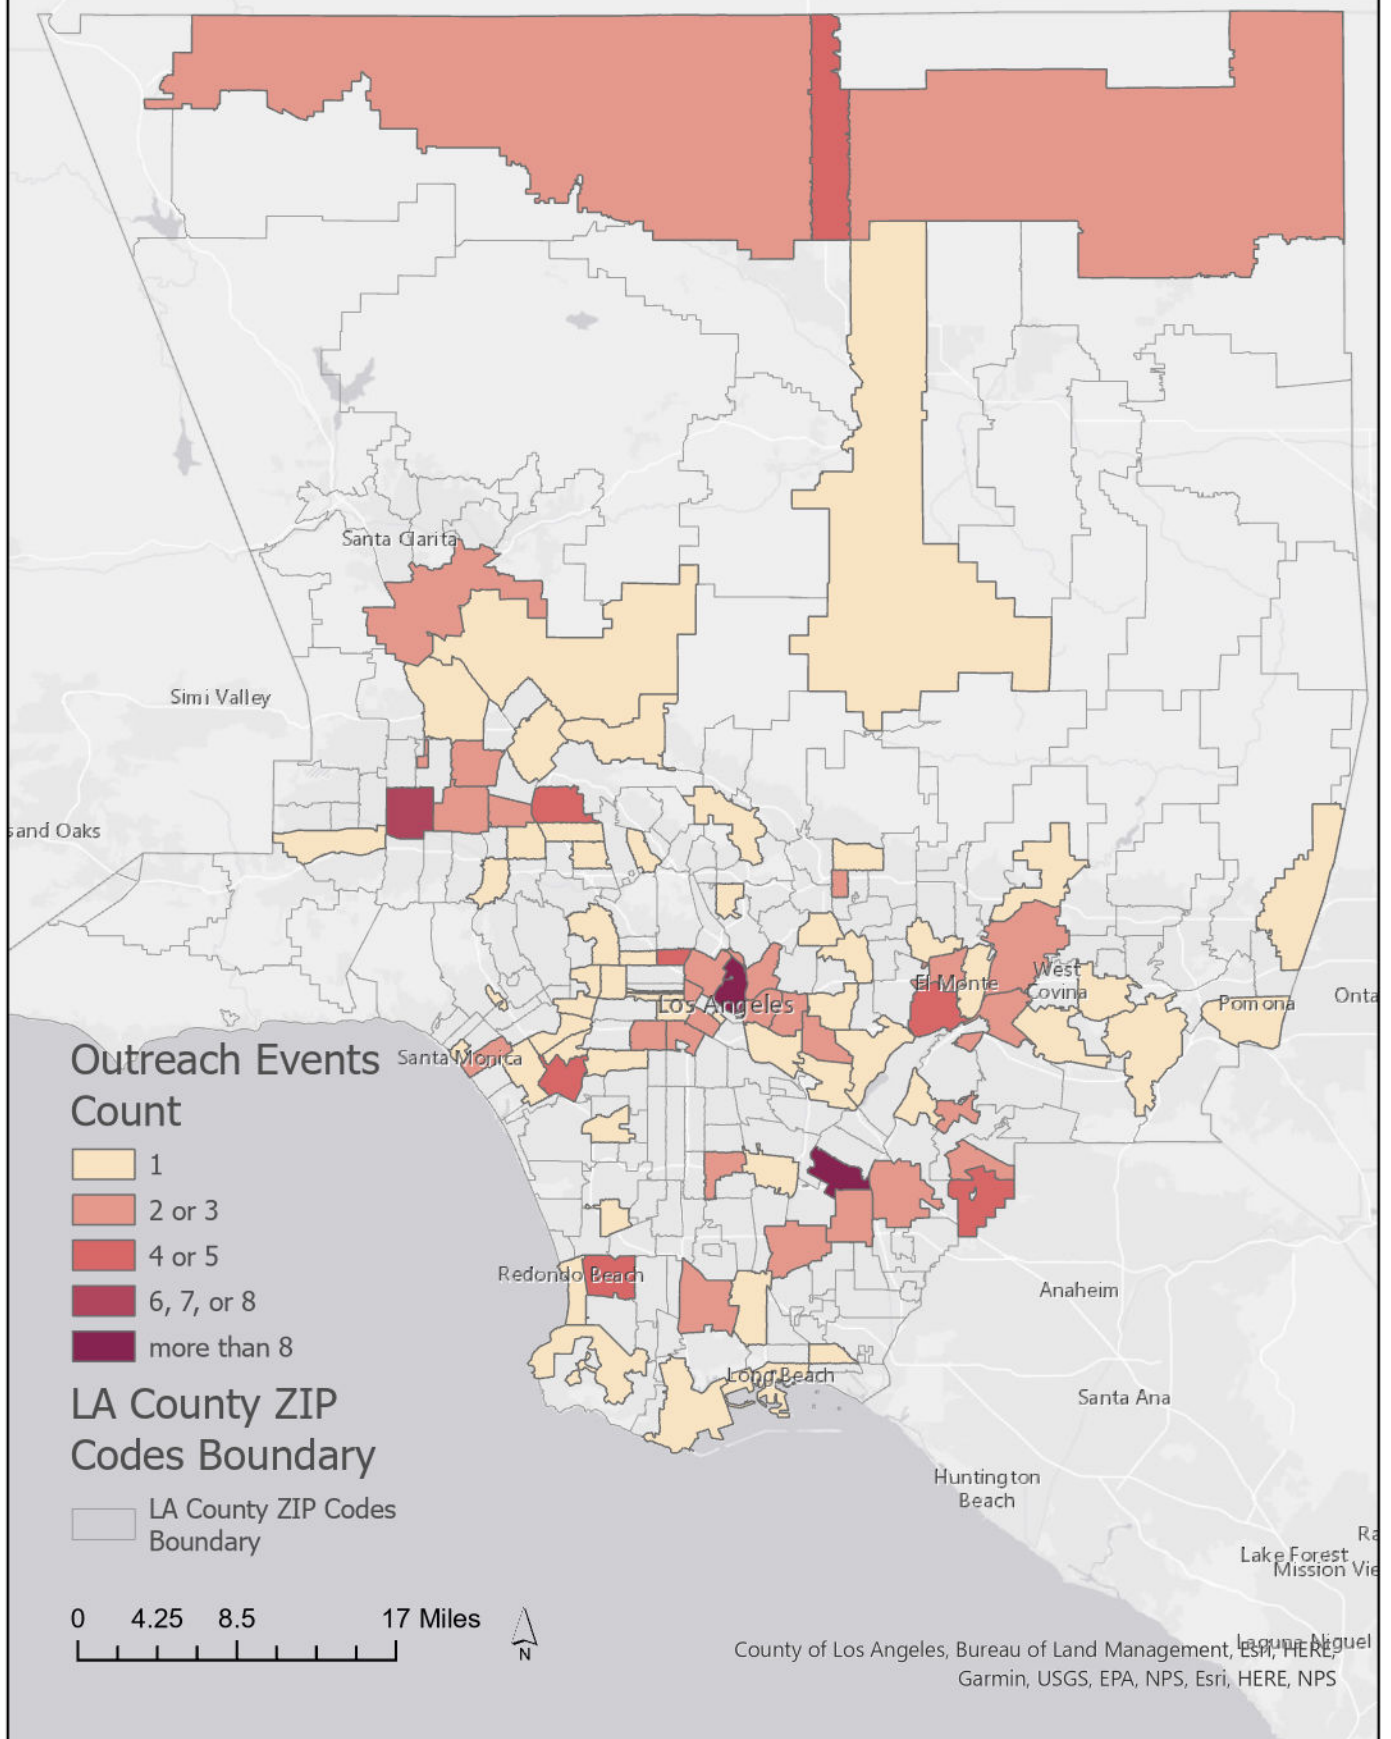 Santa Clarita
Simi Valley
sand Oaks
West
Covina
El Monte
Los Angeles
Pomona
Onta
Santa Monica
Outreach Events
Count
1
2 or 3
4 or 5
6, 7, or 8
more than 8
Redondo Beach
Anaheim
Long Beach
Santa Ana
LA County ZIP
Codes Boundary
LA County ZIP Codes
Boundary
Huntington
Beach
Ra
Lake Forest
Mission Vie
0 4.25 8.5 17 Miles
N
Laguna Niguel
County of Los Angeles, Bureau of Land Management, Esri, HERE,
Garmin, USGS, EPA, NPS, Esri, HERE, NPS